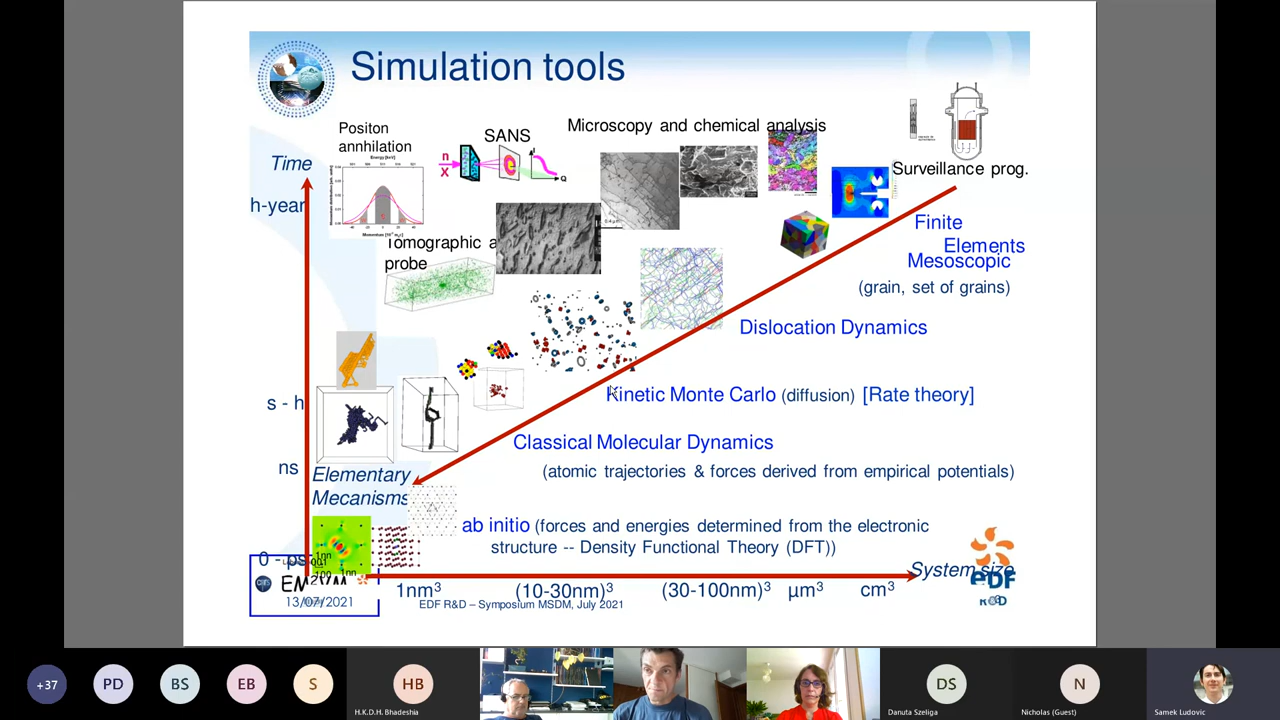 Simulation tools
Positon
annhilation
SANS
Microscopy and chemical analysis
Time
h-year
n
X
Q
Surveillance prog.
Tomographic a
probe
Finite
Elements
Mesoscopic
(grain, set of grains)
Dislocation Dynamics
Kinetic Monte Carlo (diffusion) [Rate theory]
s - h
Classical Molecular Dynamics
ns
(atomic trajectories & forces derived from empirical potentials)
Elementary
Mecanisms
ab initio (forces and energies determined from the electronic
structure -- Density Functional Theory (DFT))
0 - ps
System size
1nm³
(10-30nm)³
(30-100nm)³
µm³
cm³
13/07/2021
EDF R&D – Symposium MSDM, July 2021
eDF
R&D
+37
PD
BS
EB
S
HB
DS
N
H.K.D.H. Bhadeshia
Danuta Szeliga
Nicholas (Guest)
Samek Ludovic